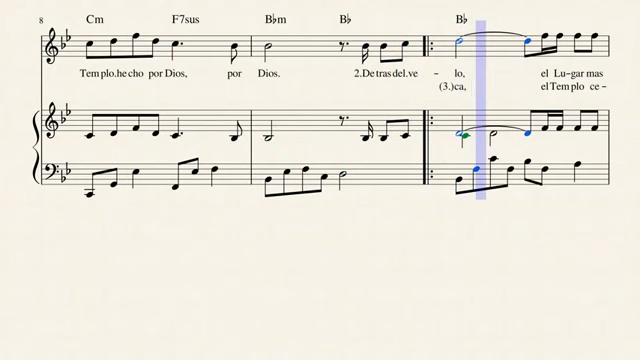 8 Cm F7sus B♭m B♭ B♭
Tem plo.he cho por Dios, por Dios. 2.De tras del.ve - lo, el Lu-gar mas
(3.)ca, el Tem plo ce -